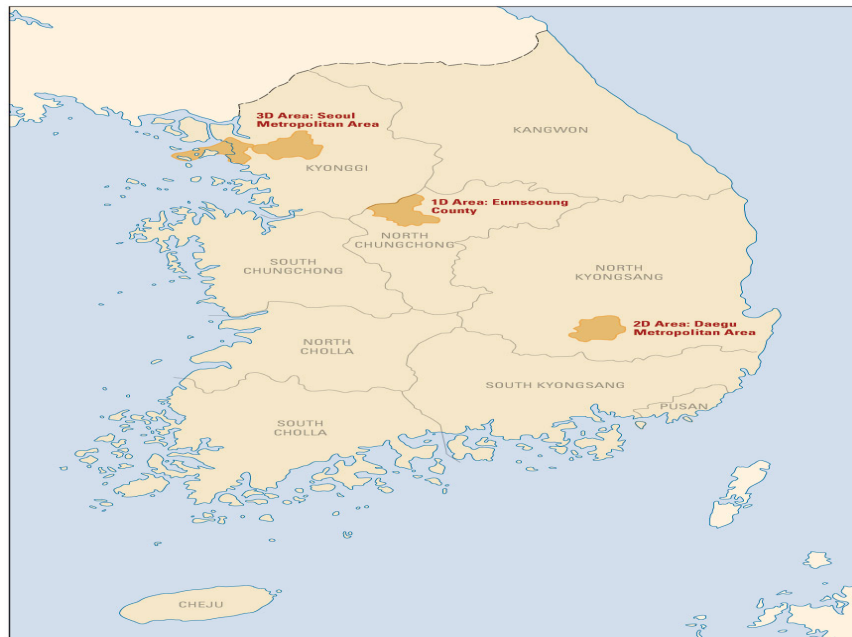 3D Area: Seoul
Metropolitan Area
KANGWON
KYONGGI
1D Area: Eumseoung
County
NORTH
CHUNGCHONG
SOUTH
CHUNGCHONG
NORTH
KYONGSANG
2D Area: Daegu
Metropolitan Area
NORTH
CHOLLA
SOUTH KYONGSANG
PUSAN
SOUTH
CHOLLA
CHEJU